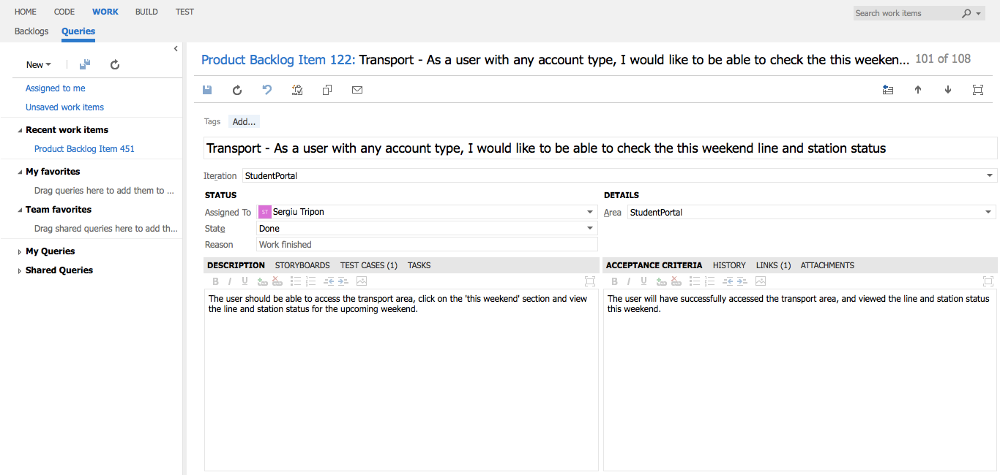 HOME CODE WORK BUILD TEST
Search work items
Backlogs Queries
New
Assigned to me
Unsaved work items
Recent work items
Product Backlog Item 451
My favorites
Drag queries here to add them to ...
Team favorites
Drag shared queries here to add th...
My Queries
Shared Queries
Product Backlog Item 122: Transport - As a user with any account type, I would like to be able to check the this weeken... 101 of 108
Tags Add...
Transport - As a user with any account type, I would like to be able to check the this weekend line and station status
Iteration StudentPortal
STATUS
Assigned To ST Sergiu Tripon
State Done
Reason Work finished
DETAILS
Area StudentPortal
DESCRIPTION STORYBOARDS TEST CASES (1) TASKS
B I U
The user should be able to access the transport area, click on the 'this weekend' section and view
the line and station status for the upcoming weekend.
ACCEPTANCE CRITERIA HISTORY LINKS (1) ATTACHMENTS
B I U
The user will have successfully accessed the transport area, and viewed the line and station status
this weekend.